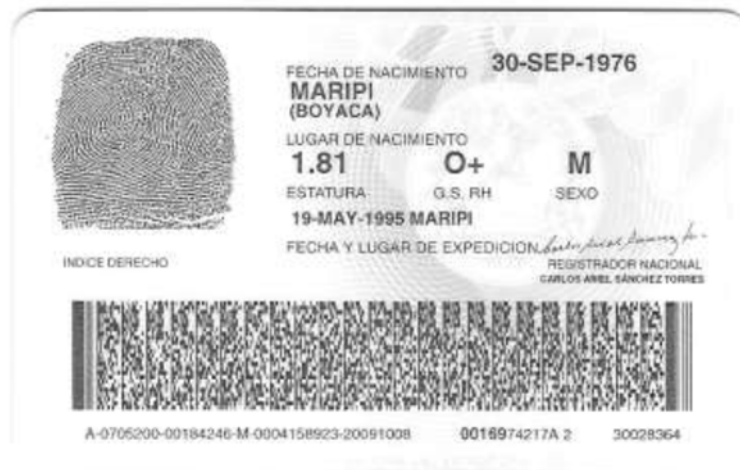 FECHA DE NACIMIENTO 30-SEP-1976
MARIPI
(BOYACA)
LUGAR DE NACIMIENTO
1.81 O+ M
ESTATURA G.S. RH SEXO
19-MAY-1995 MARIPI
FECHA Y LUGAR DE EXPEDICION
INDICE DERECHO
REGISTRADOR NACIONAL
CARLOS ARIEL SÁNCHEZ TORRES
A-0705200-00184246-M-0004158923-20091008 0016974217A 2 30028364